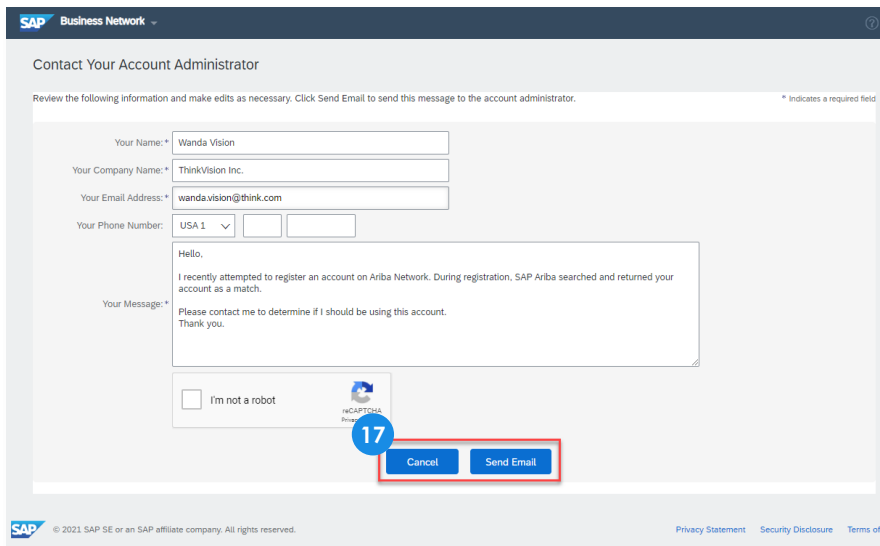 SAP Business Network
Contact Your Account Administrator
Review the following information and make edits as necessary. Click Send Email to send this message to the account administrator.
* Indicates a required field
Your Name:* Wanda Vision
Your Company Name:* ThinkVision Inc.
Your Email Address:* wanda.vision@think.com
Your Phone Number: USA 1
Your Message:*
Hello,
I recently attempted to register an account on Ariba Network. During registration, SAP Ariba searched and returned your
account as a match.
Please contact me to determine if I should be using this account.
Thank you.
I'm not a robot
reCAPTCHA
17
Cancel Send Email
SAP © 2021 SAP SE or an SAP affiliate company. All rights reserved.
Privacy Statement Security Disclosure Terms of